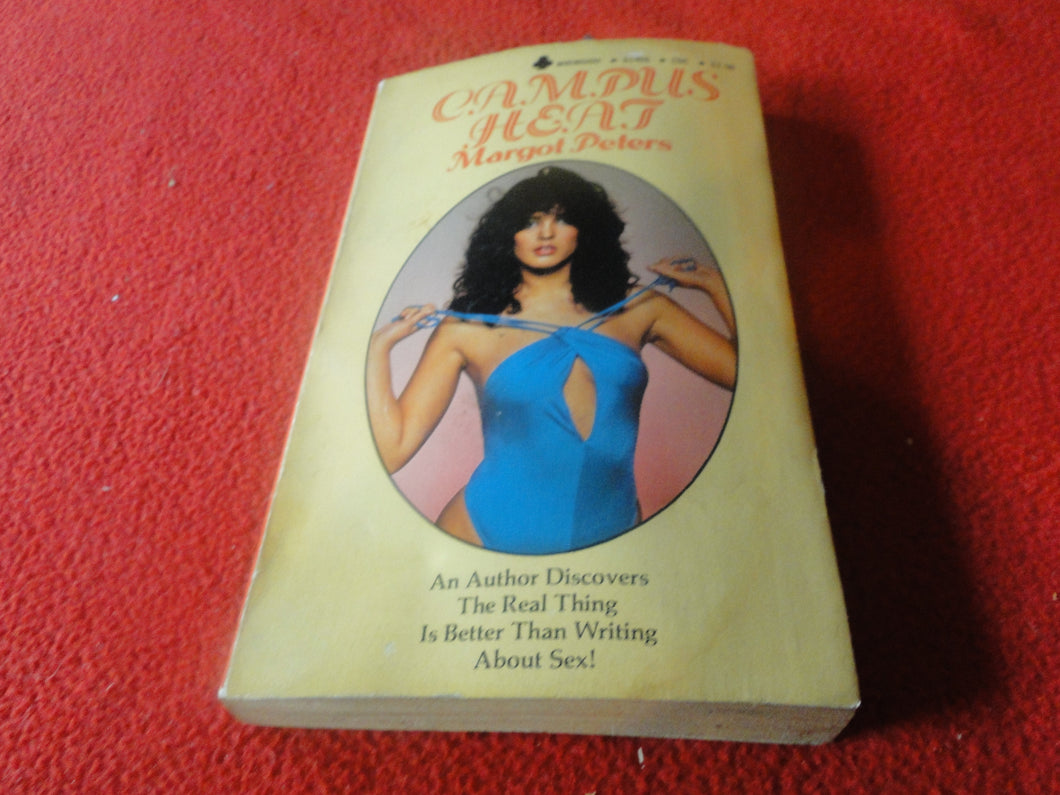 C.A.M.P.U.S
H.E.A.T
Margot Peters
An Author Discovers
The Real Thing
Is Better Than Writing
About Sex!